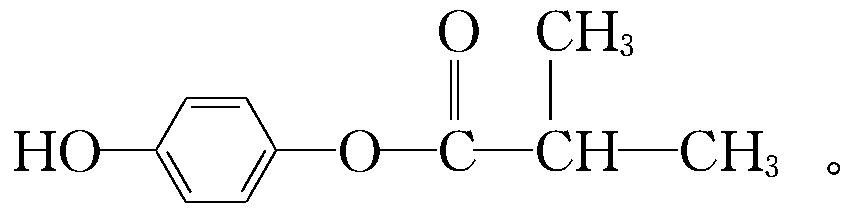 O CH₃
HO O C CH CH₃ 。